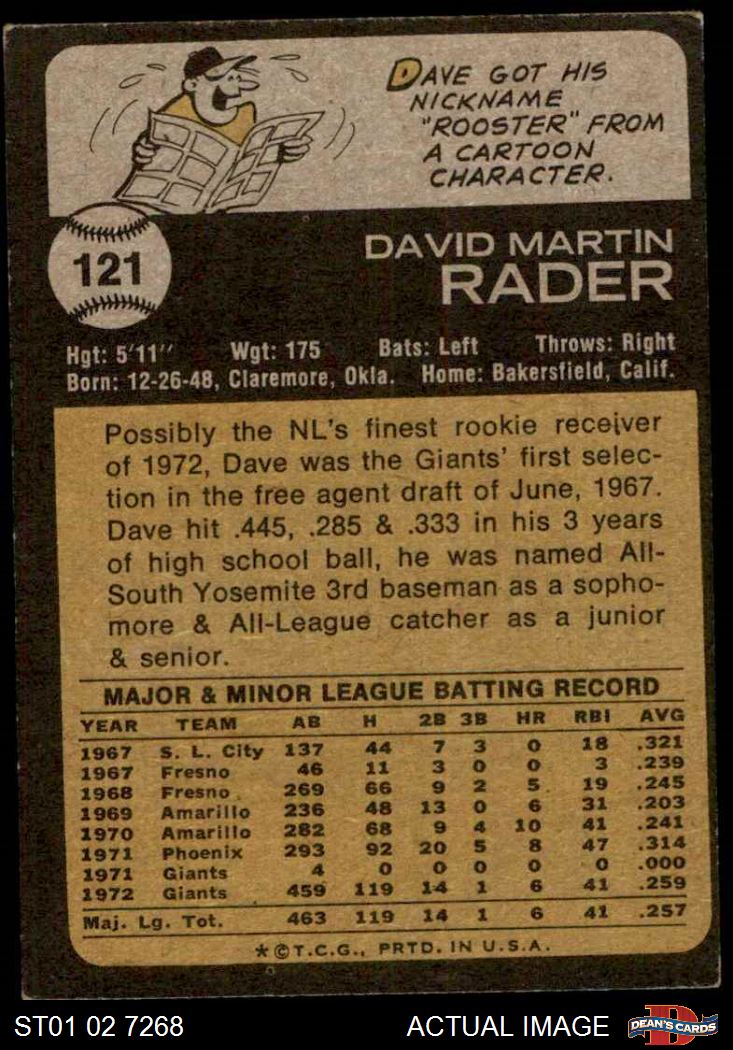 DAVE GOT HIS
NICKNAME
"ROOSTER" FROM
A CARTOON
CHARACTER.
121
DAVID MARTIN
RADER
Hgt: 5'11" Wgt: 175 Bats: Left Throws: Right
Born: 12-26-48, Claremore, Okla. Home: Bakersfield, Calif.
Possibly the NL's finest rookie receiver
of 1972, Dave was the Giants' first selec-
tion in the free agent draft of June, 1967.
Dave hit .445, .285 & .333 in his 3 years
of high school ball, he was named All-
South Yosemite 3rd baseman as a sopho-
more & All-League catcher as a junior
& senior.
MAJOR & MINOR LEAGUE BATTING RECORD
YEAR TEAM AB H 2B 3B HR RBI AVG
1967 S. L. City 137 44 7 3 0 18 .321
1967 Fresno 46 11 3 0 0 3 .239
1968 Fresno 269 66 9 2 5 19 .245
1969 Amarillo 236 48 13 0 6 31 .203
1970 Amarillo 282 68 9 4 10 41 .241
1971 Phoenix 293 92 20 5 8 47 .314
1971 Giants 4 0 0 0 0 0 .000
1972 Giants 459 119 14 1 6 41 .259
Maj. Lg. Tot. 463 119 14 1 6 41 .257
*©T.C.G., PRTD. IN U.S.A.
ST01 02 7268 ACTUAL IMAGE DEAN'S CARDS